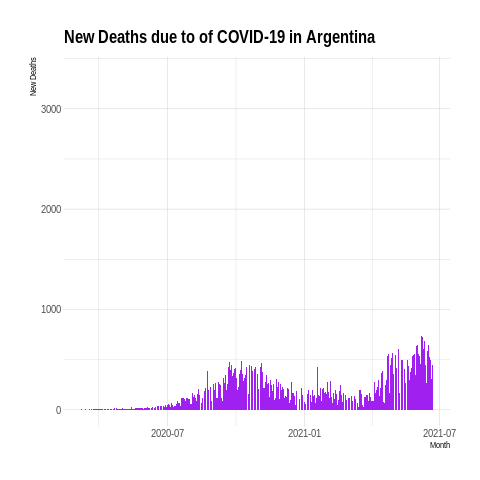 New Deaths due to of COVID-19 in Argentina
New Deaths
3000
2000
1000
0
2020-07
2021-01
2021-07
Month